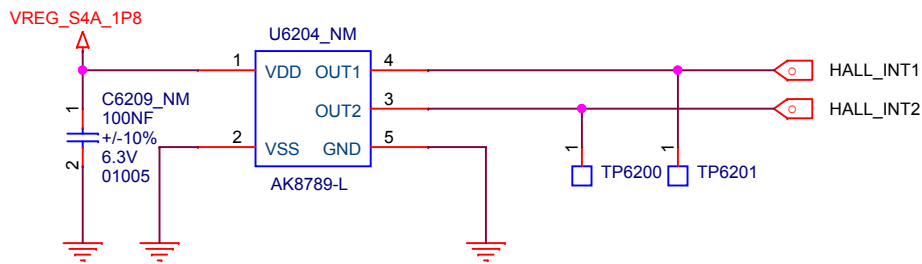 VREG_S4A_1P8
U6204_NM
1
VDD
OUT1
4
HALL_INT1
C6209_NM
100NF
+/-10%
6.3V
01005
1
2
OUT2
3
HALL_INT2
2
VSS
GND
5
AK8789-L
1
TP6200
1
TP6201